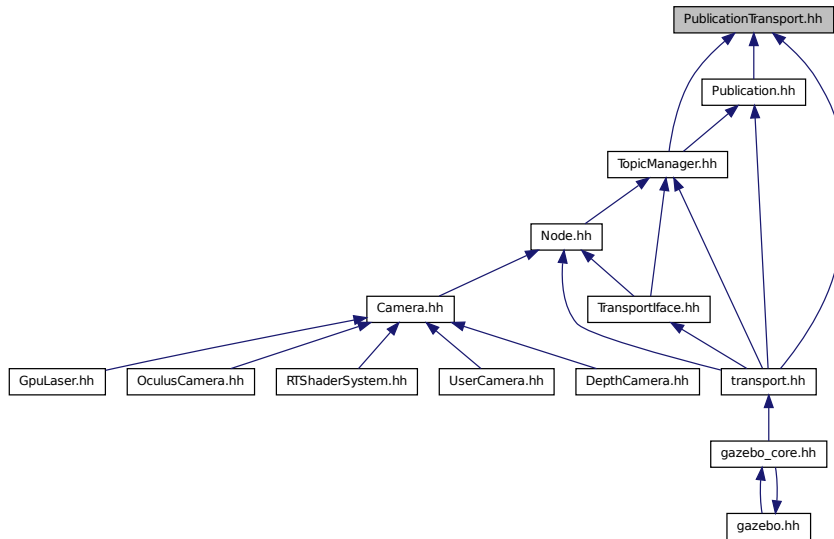 PublicationTransport.hh
Publication.hh
TopicManager.hh
Node.hh
Camera.hh
TransportIface.hh
GpuLaser.hh
OculusCamera.hh
RTShaderSystem.hh
UserCamera.hh
DepthCamera.hh
transport.hh
gazebo_core.hh
gazebo.hh